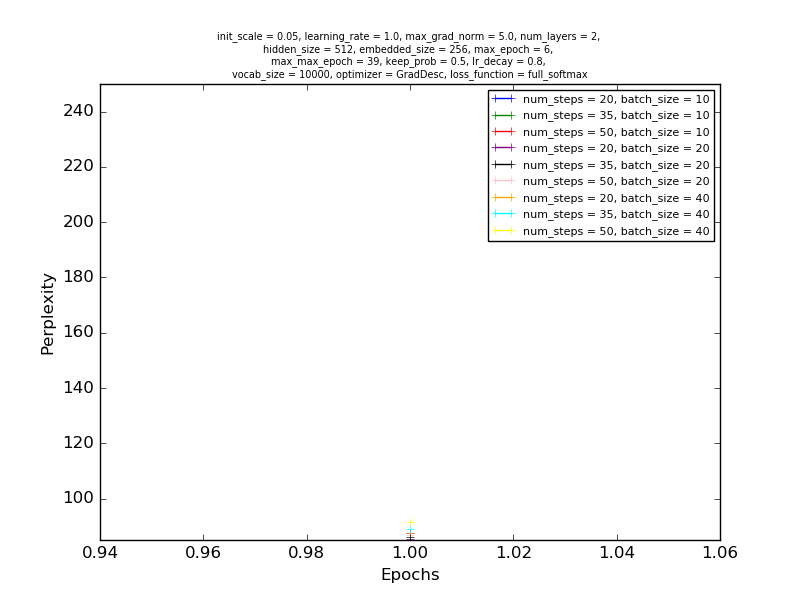 init_scale = 0.05, learning_rate = 1.0, max_grad_norm = 5.0, num_layers = 2,
hidden_size = 512, embedded_size = 256, max_epoch = 6,
max_max_epoch = 39, keep_prob = 0.5, lr_decay = 0.8,
vocab_size = 10000, optimizer = GradDesc, loss_function = full_softmax
num_steps = 20, batch_size = 10
num_steps = 35, batch_size = 10
num_steps = 50, batch_size = 10
num_steps = 20, batch_size = 20
num_steps = 35, batch_size = 20
num_steps = 50, batch_size = 20
num_steps = 20, batch_size = 40
num_steps = 35, batch_size = 40
num_steps = 50, batch_size = 40
Perplexity
240
220
200
180
160
140
120
100
0.94 0.96 0.98 1.00 1.02 1.04 1.06
Epochs